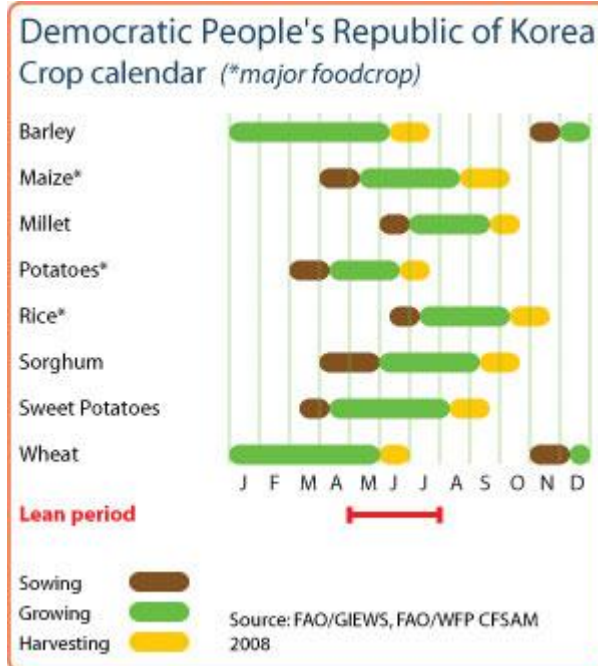 Democratic People's Republic of Korea
Crop calendar (*major foodcrop)
Barley
Maize*
Millet
Potatoes*
Rice*
Sorghum
Sweet Potatoes
Wheat
J F M A M J J A S O N D
Lean period
Sowing
Growing
Harvesting
Source: FAO/GIEWS, FAO/WFP CFSAM
2008